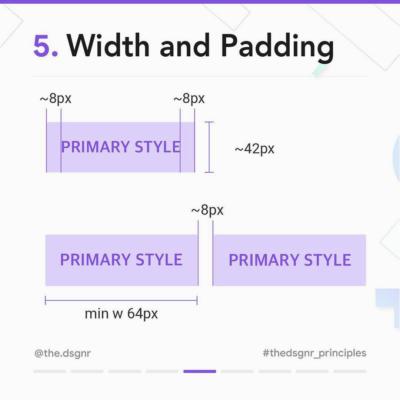 5. Width and Padding
~8px ~8px
PRIMARY STYLE
~42px
~8px
PRIMARY STYLE PRIMARY STYLE
min w 64px
@the.dsgnr #thedsgnr_principles